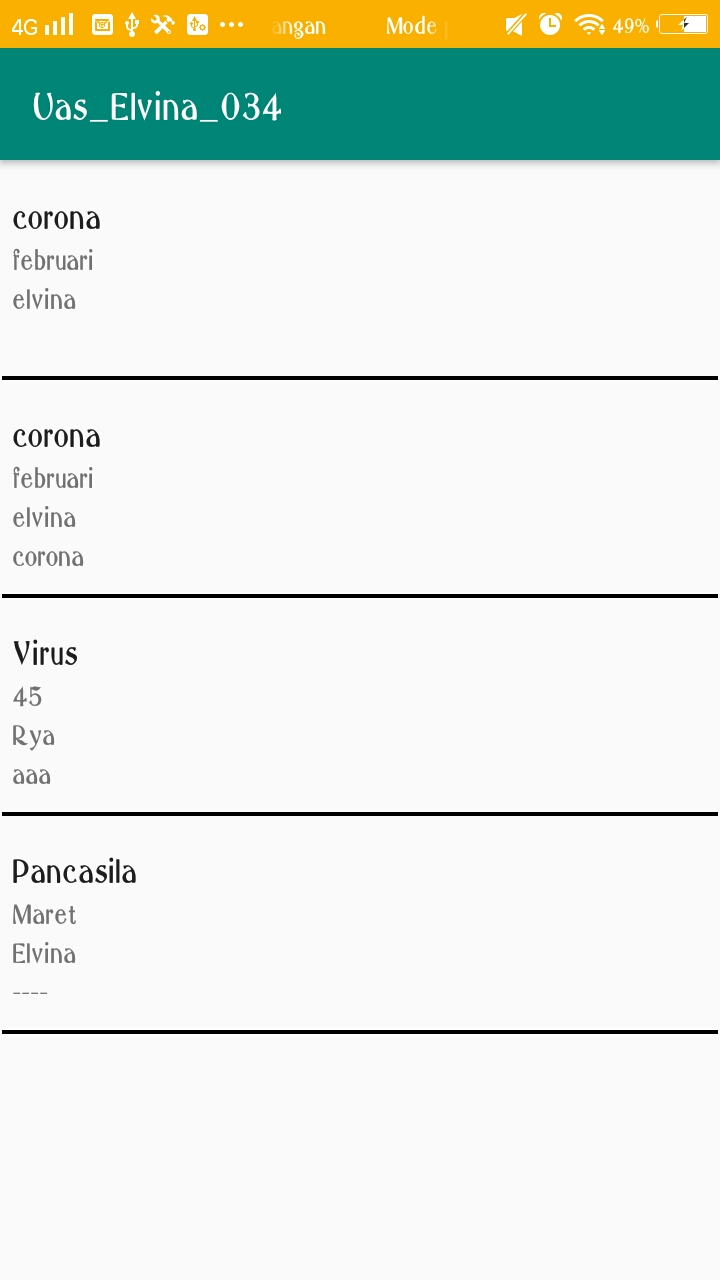 4G angan Mode 49%
Uas_Elvina_034
corona
februari
elvina
corona
februari
elvina
corona
Virus
45
Rya
aaa
Pancasila
Maret
Elvina
----